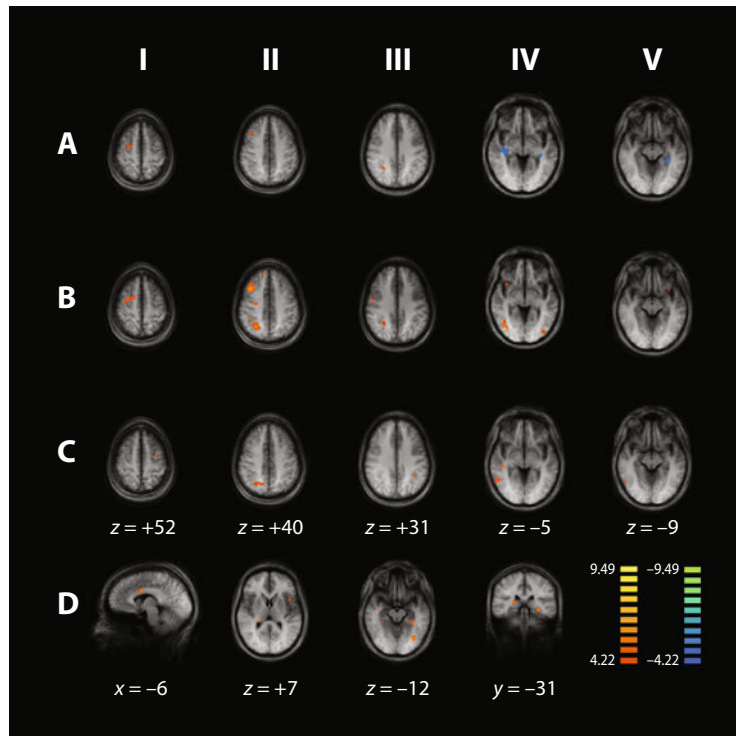 I II III IV V
A
B
C
z = +52 z = +40 z = +31 z = –5 z = –9
D
9.49 –9.49
4.22 –4.22
x = –6 z = +7 z = –12 y = –31